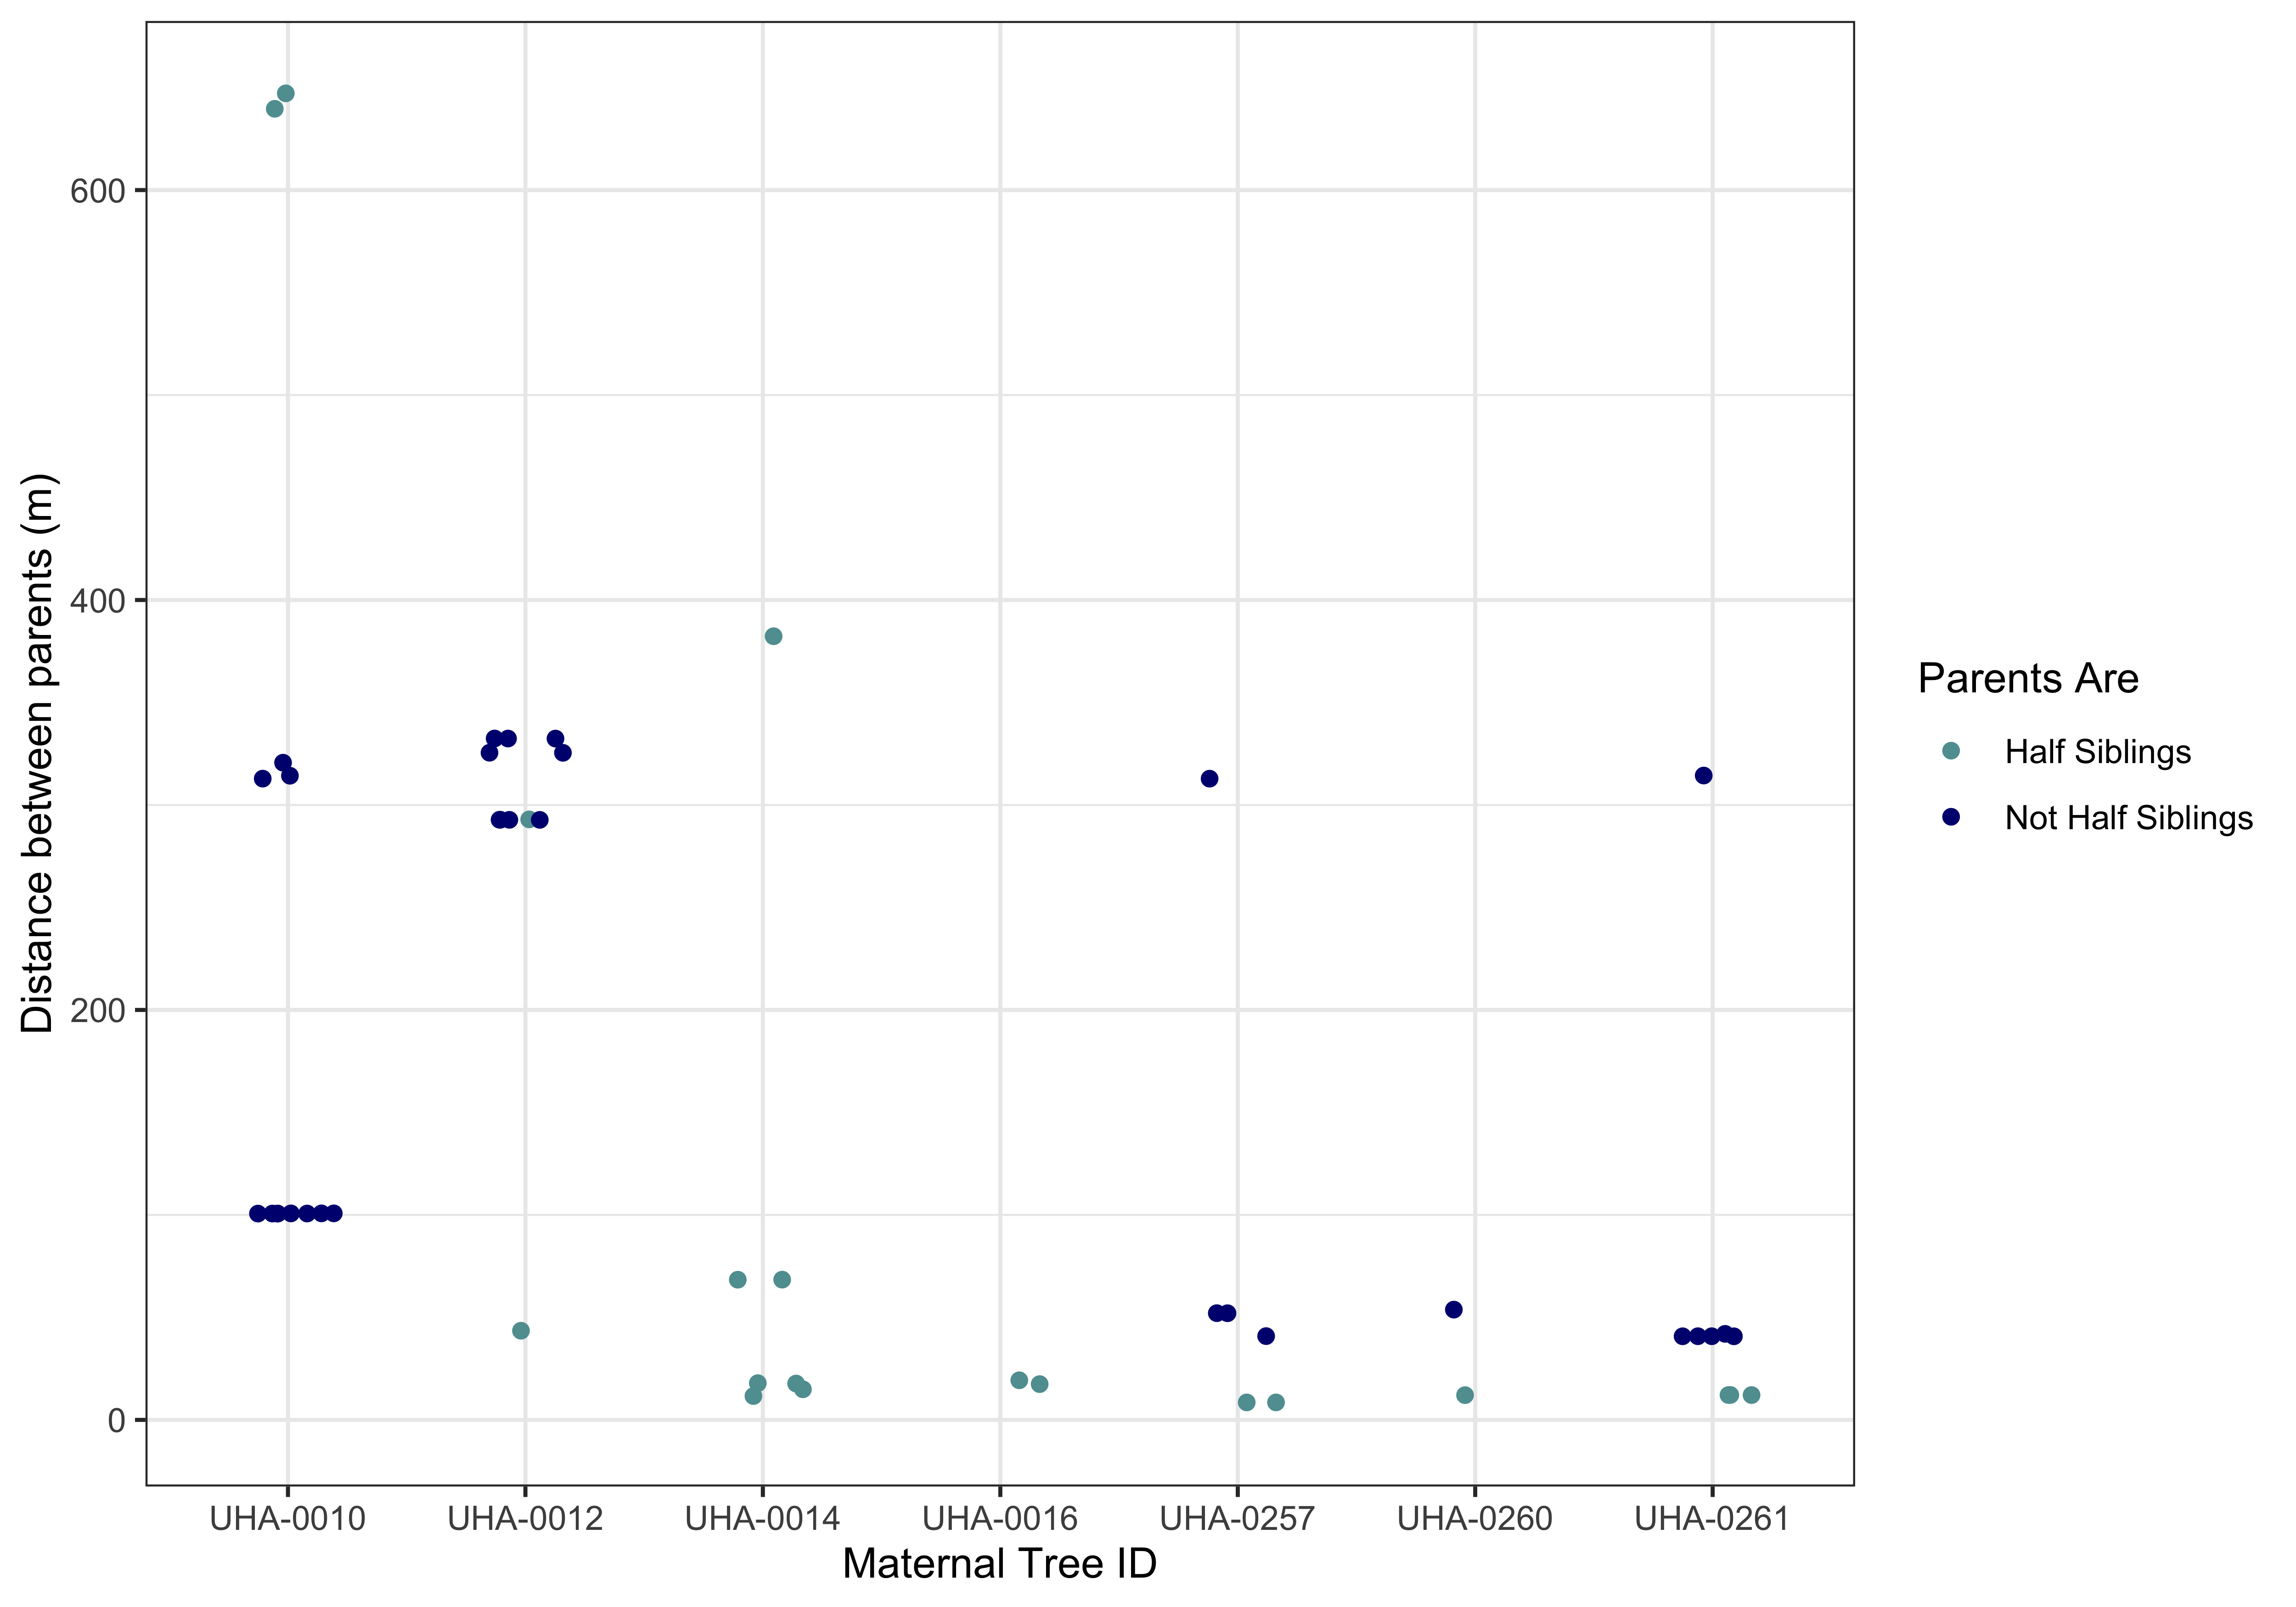 Distance between parents (m)
600
400
200
0
UHA-0010 UHA-0012 UHA-0014 UHA-0016 UHA-0257 UHA-0260 UHA-0261
Maternal Tree ID
Parents Are
Half Siblings
Not Half Siblings